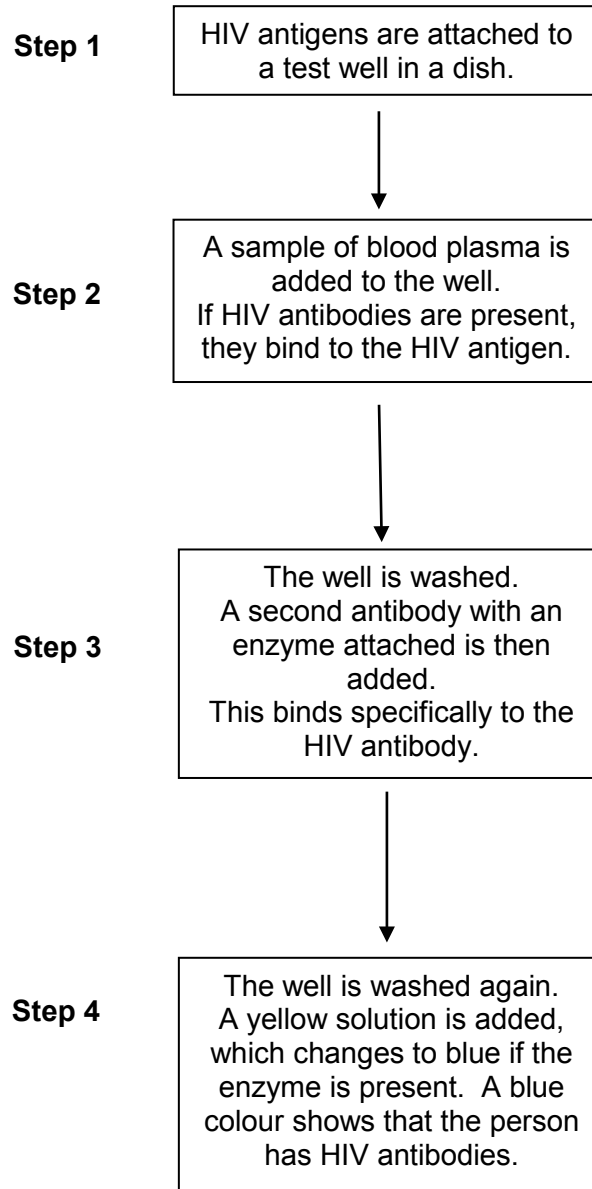 Step 1
HIV antigens are attached to
a test well in a dish.
Step 2
A sample of blood plasma is
added to the well.
If HIV antibodies are present,
they bind to the HIV antigen.
Step 3
The well is washed.
A second antibody with an
enzyme attached is then
added.
This binds specifically to the
HIV antibody.
Step 4
The well is washed again.
A yellow solution is added,
which changes to blue if the
enzyme is present.  A blue
colour shows that the person
has HIV antibodies.